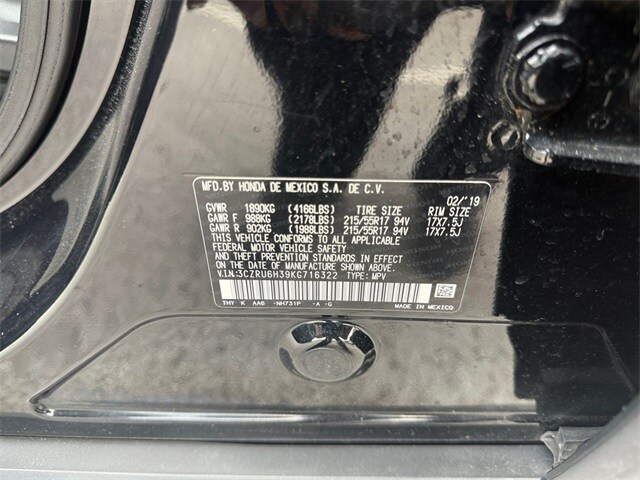 MFD.BY HONDA DE MEXICO S.A. DE C.V. 02/'19
GVWR 1890KG (4166LBS) TIRE SIZE RIM SIZE
GAWR F 988KG (2178LBS) 215/55R17 94V 17X7.5J
GAWR R 902KG (1988LBS) 215/55R17 94V 17X7.5J
THIS VEHICLE CONFORMS TO ALL APPLICABLE
FEDERAL MOTOR VEHICLE SAFETY
AND THEFT PREVENTION STANDARDS IN EFFECT
ON THE DATE OF MANUFACTURE SHOWN ABOVE.
V.I.N:3CZRU6H39KG716322 TYPE: MPV
THY K AA6 -NH731P -A -G MADE IN MEXICO